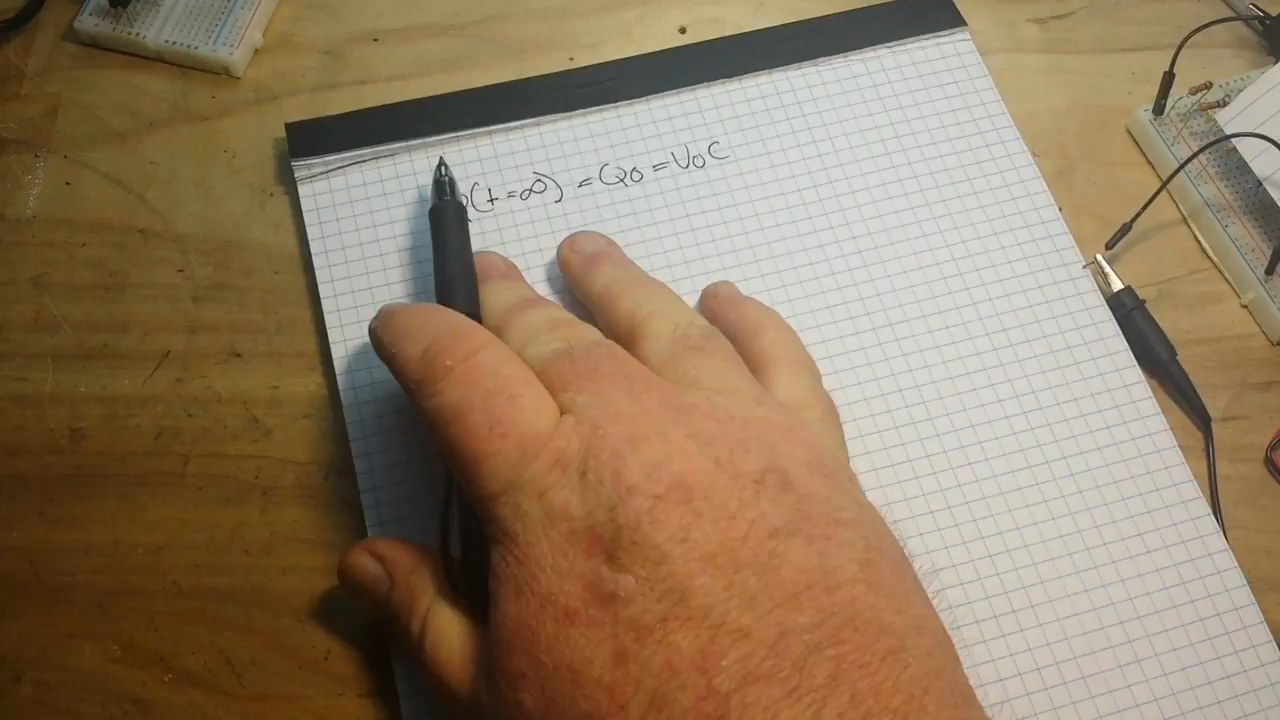 Q(t=∞) = Q0 = V0C